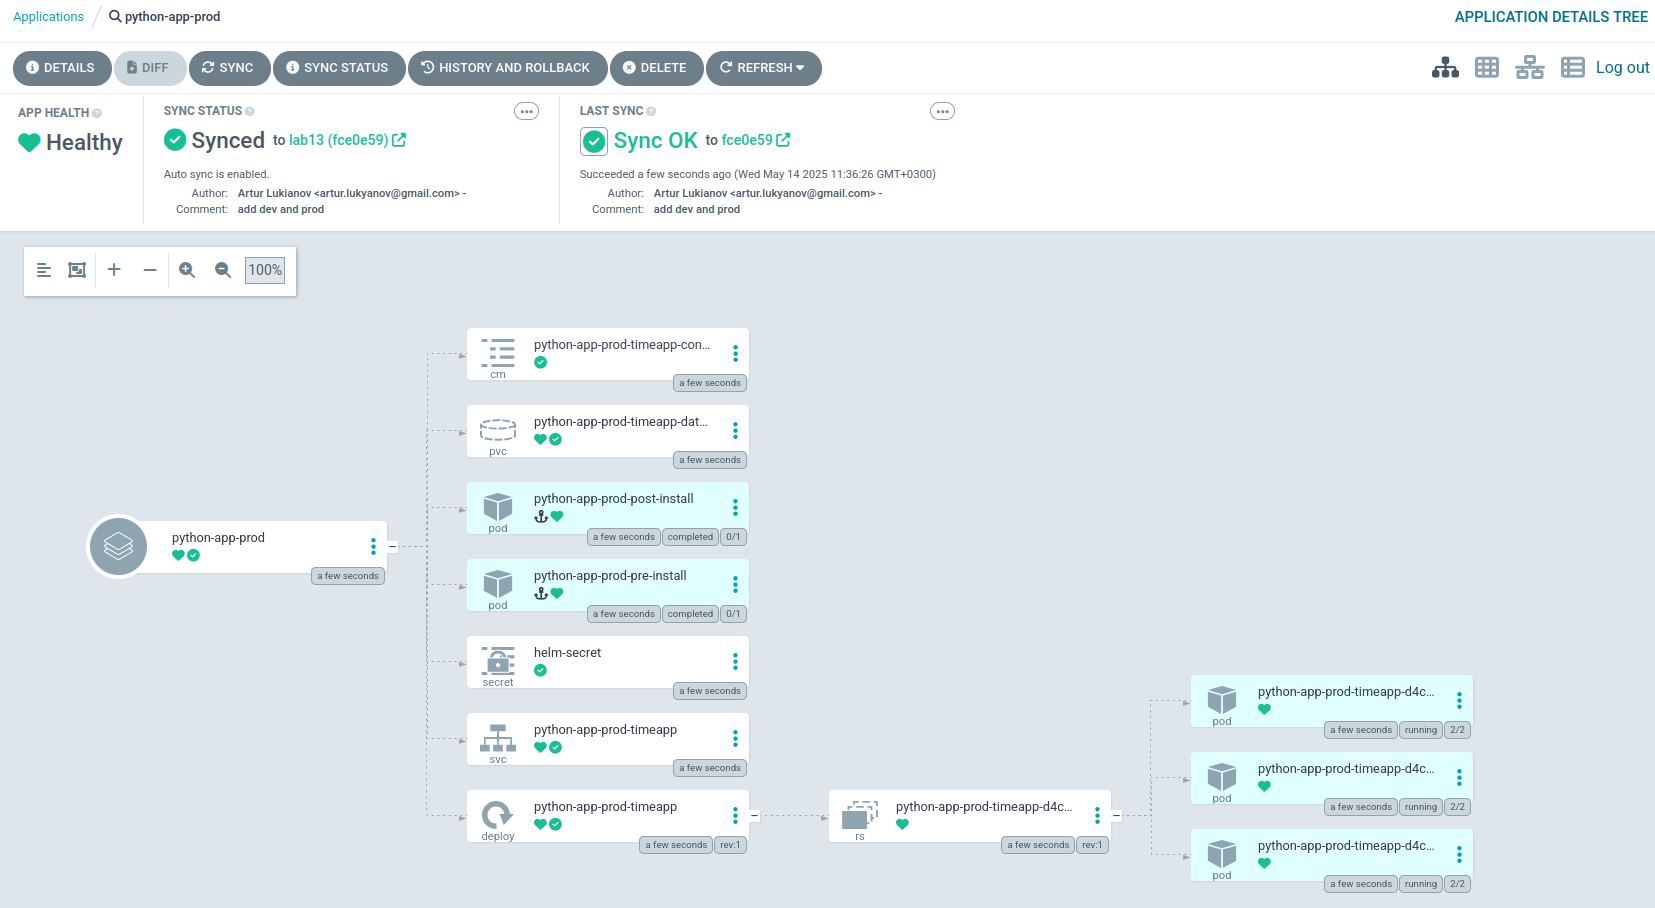 Applications / python-app-prod
APPLICATION DETAILS TREE
DETAILS DIFF SYNC SYNC STATUS HISTORY AND ROLLBACK DELETE REFRESH
Log out
APP HEALTH
Healthy
SYNC STATUS
Synced to lab13 (fce0e59)
Auto sync is enabled.
Author: Artur Lukianov <artur.lukyanov@gmail.com> -
Comment: add dev and prod
LAST SYNC
Sync OK to fce0e59
Succeeded a few seconds ago (Wed May 14 2025 11:36:26 GMT+0300)
Author: Artur Lukianov <artur.lukyanov@gmail.com> -
Comment: add dev and prod
100%
python-app-prod
a few seconds
python-app-prod-timeapp-con...
cm
a few seconds
python-app-prod-timeapp-dat...
pvc
a few seconds
python-app-prod-post-install
pod
a few seconds completed 0/1
python-app-prod-pre-install
pod
a few seconds completed 0/1
helm-secret
secret
a few seconds
python-app-prod-timeapp
svc
a few seconds
python-app-prod-timeapp
deploy
a few seconds rev:1
python-app-prod-timeapp-d4c...
rs
a few seconds rev:1
python-app-prod-timeapp-d4c...
pod
a few seconds running 2/2
python-app-prod-timeapp-d4c...
pod
a few seconds running 2/2
python-app-prod-timeapp-d4c...
pod
a few seconds running 2/2